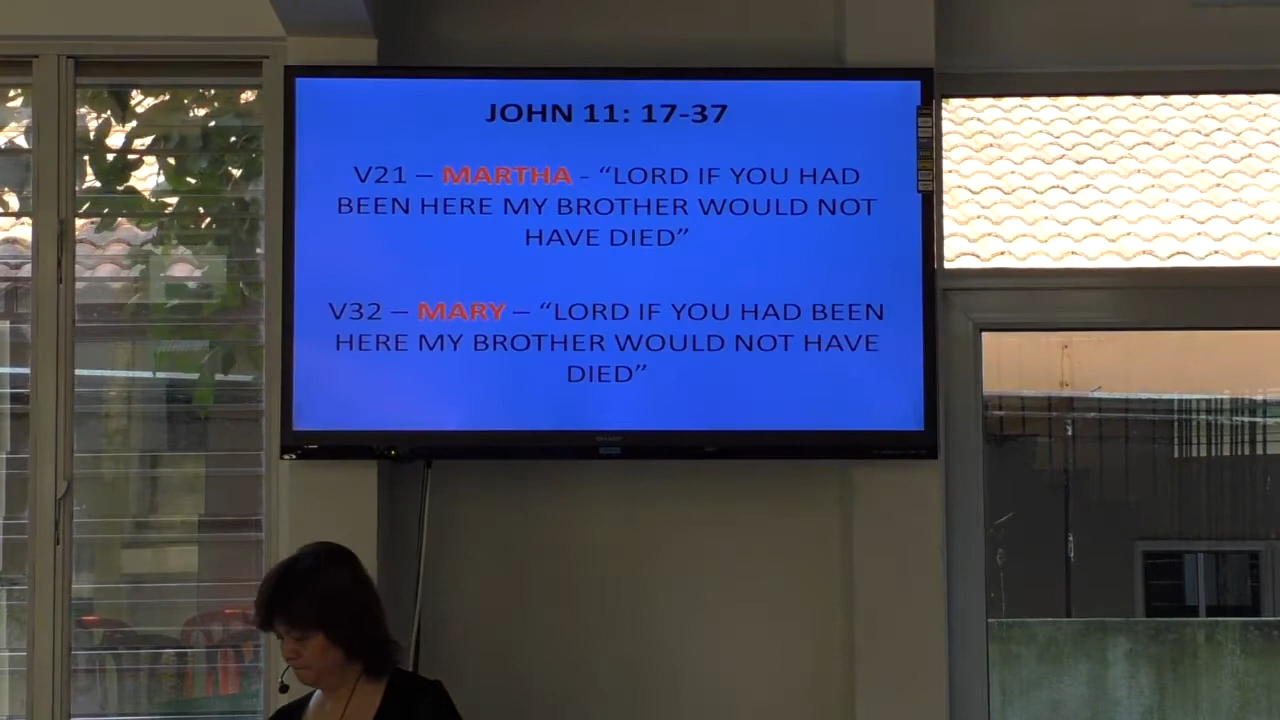 JOHN 11: 17-37
V21 – MARTHA - “LORD IF YOU HAD
BEEN HERE MY BROTHER WOULD NOT
HAVE DIED”
V32 – MARY – “LORD IF YOU HAD BEEN
HERE MY BROTHER WOULD NOT HAVE
DIED”
SHARP